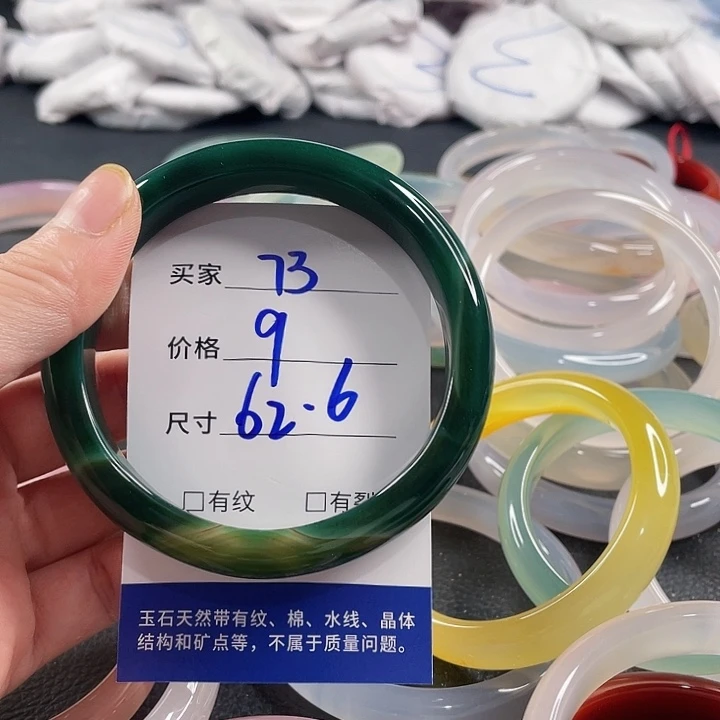 买家 73
价格 9
尺寸 62.6
□有纹 □有裂
玉石天然带有纹、棉、水线、晶体
结构和矿点等，不属于质量问题。